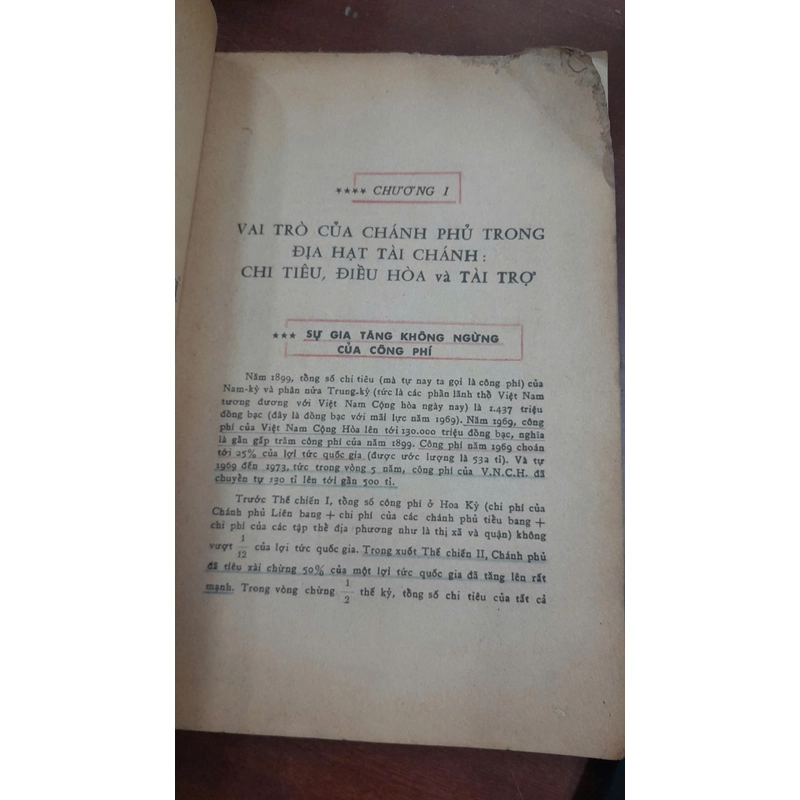 **** CHƯƠNG I
VAI TRÒ CỦA CHÁNH PHỦ TRONG
ĐỊA HẠT TÀI CHÁNH:
CHI TIÊU, ĐIỀU HÒA và TÀI TRỢ
*** SỰ GIA TĂNG KHÔNG NGỪNG
CỦA CÔNG PHÍ
Năm 1899, tổng số chi tiêu (mà tự nay ta gọi là công phí) của
Nam-kỳ và phân nửa Trung-kỳ (tức là các phần lãnh thổ Việt Nam
tương đương với Việt Nam Cộng hòa ngày nay) là 1.437 triệu
đồng bạc (đây là đồng bạc với mãi lực năm 1969). Năm 1969, công
phí của Việt Nam Cộng Hòa lên tới 130.000 triệu đồng bạc, nghĩa
là gần gấp trăm công phí của năm 1899. Công phí năm 1969 choán
tới 25% của lợi tức quốc gia (được ước lượng là 532 tỉ). Và tự
1969 đến 1973, tức trong vòng 5 năm, công phí của V.N.C.H. đã
chuyển tự 130 tỉ lên tới gần 500 tỉ.
Trước Thế chiến I, tổng số công phí ở Hoa Kỳ (chi phí của
Chánh phủ Liên bang + chi phí của các chánh phủ tiểu bang +
chi phí của các tập thể địa phương như là thị xã và quận) không
vượt 1/12 của lợi tức quốc gia. Trong xuốt Thế chiến II, Chánh phủ
đã tiêu xài chừng 50% của một lợi tức quốc gia đã tăng lên rất
mạnh. Trong vòng chừng 1/2 thế kỷ, tổng số chi tiêu của tất cả